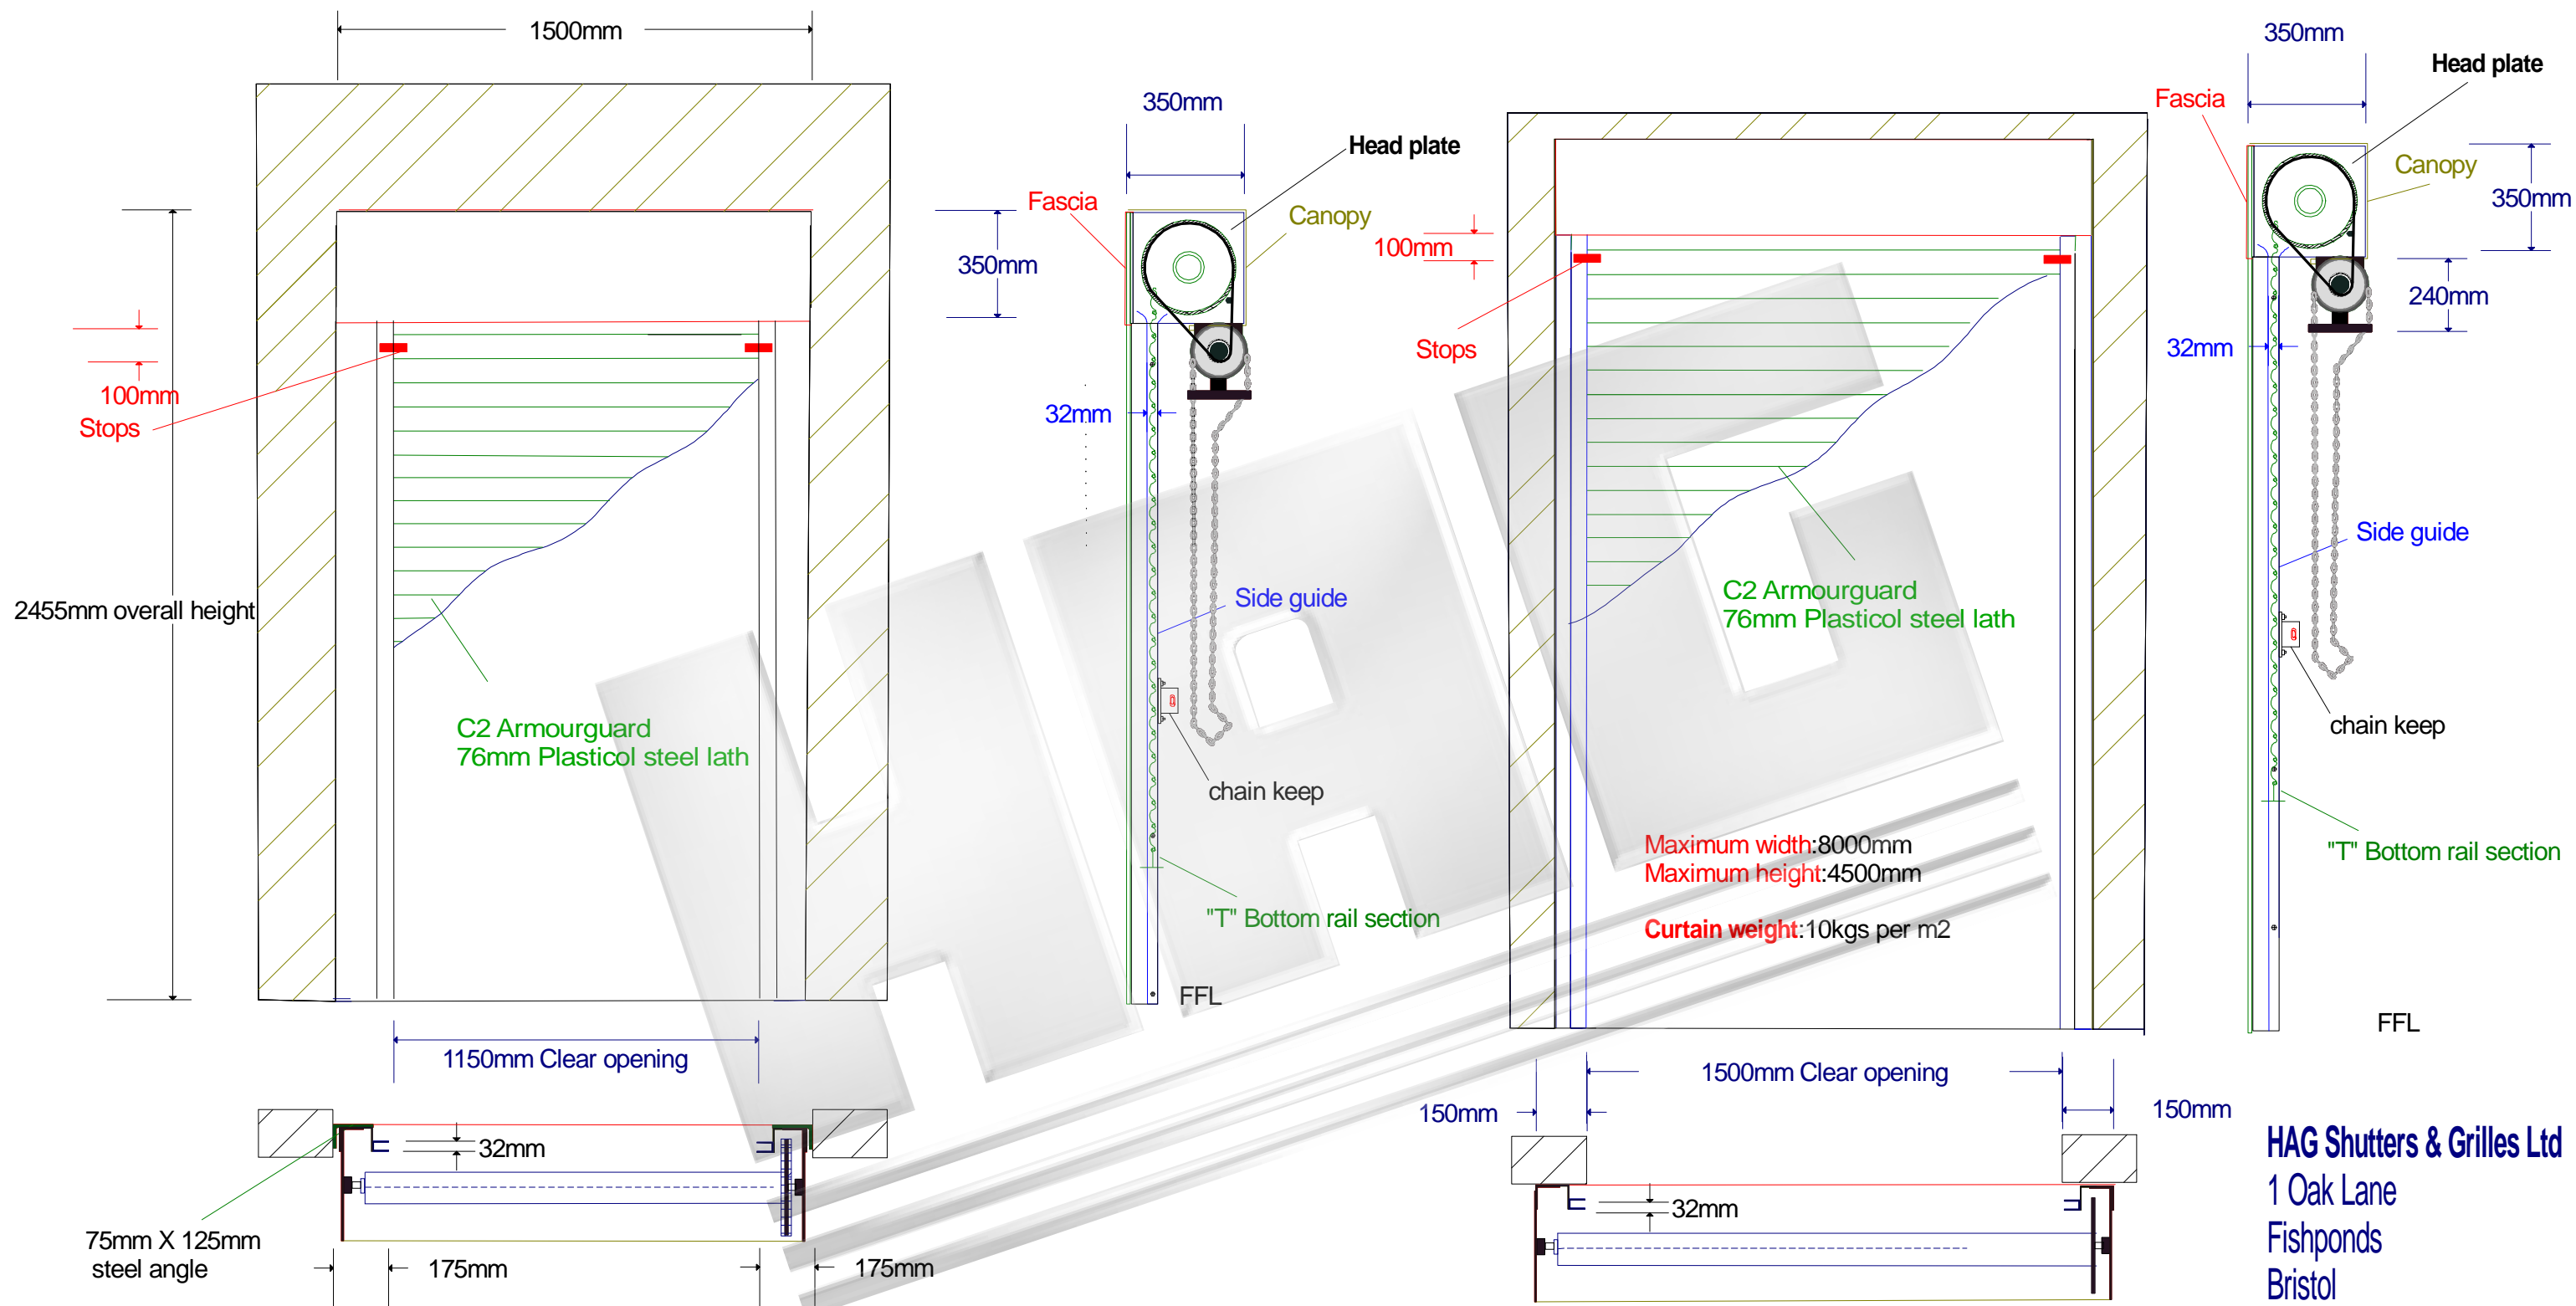 1500mm
350mm
Head plate
Fascia
Canopy
350mm
100mm
Stops
32mm
2455mm overall height
Side guide
C2 Armourguard
76mm Plasticol steel lath
chain keep
"T" Bottom rail section
FFL
1150mm Clear opening
32mm
75mm X 125mm
steel angle
175mm
175mm
350mm
Head plate
Fascia
Canopy
350mm
100mm
240mm
Stops
32mm
Side guide
C2 Armourguard
76mm Plasticol steel lath
chain keep
Maximum width:8000mm
Maximum height:4500mm
"T" Bottom rail section
Curtain weight:10kgs per m2
FFL
1500mm Clear opening
150mm
150mm
32mm
HAG Shutters & Grilles Ltd
1 Oak Lane
Fishponds
Bristol
HAG